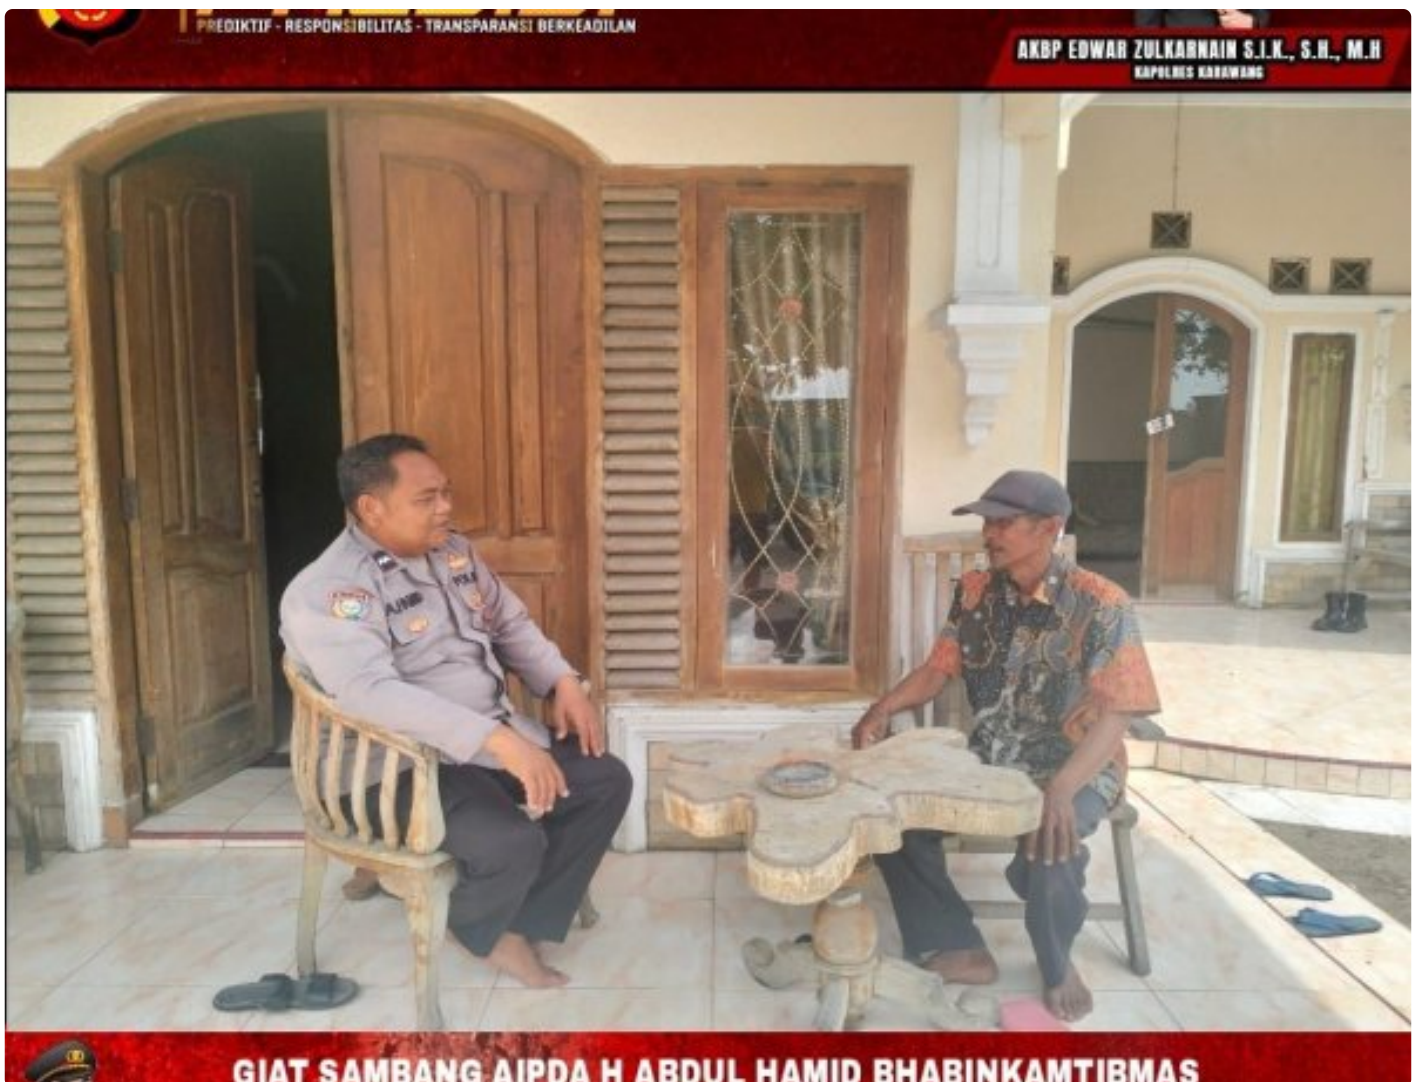 PREDIKTIF - RESPONSIBILITAS - TRANSPARANSI BERKEADILAN
AKBP EDWAR ZULKARNAIN S.I.K., S.H., M.H
KAPOLRES KARAWANG
GIAT SAMBANG AIPDA H ABDUL HAMID BHABINKAMTIBMAS